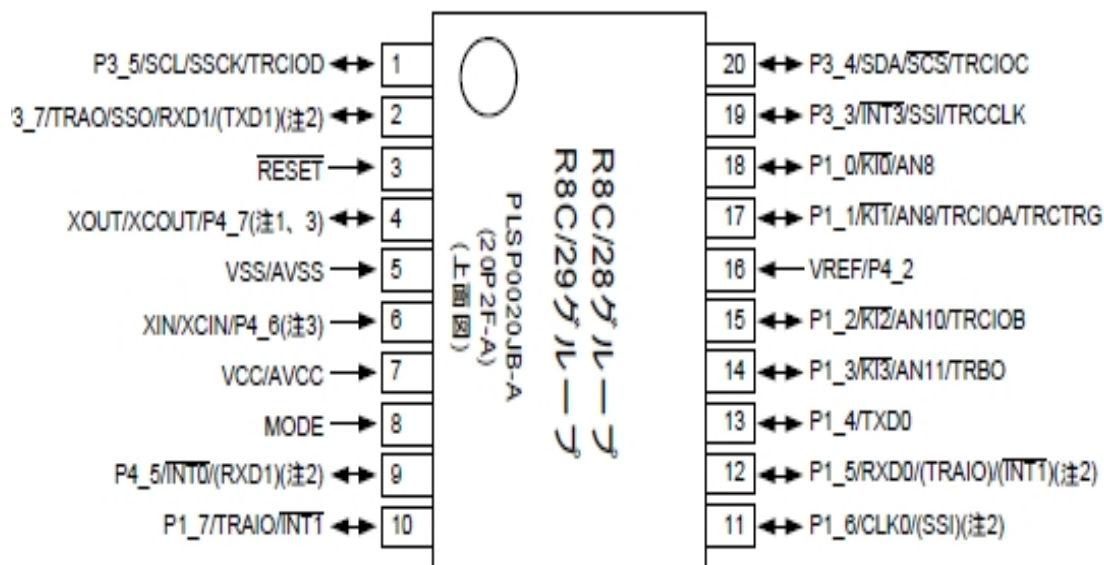 P3_5/SCL/SSCK/TRCIOD 1
3_7/TRAO/SSO/RXD1/(TXD1)(注2) 2
RESET 3
XOUT/XCOUT/P4_7(注1、3) 4
VSS/AVSS 5
XIN/XCIN/P4_6(注3) 6
VCC/AVCC 7
MODE 8
P4_5/INT0/(RXD1)(注2) 9
P1_7/TRAIO/INT1 10
R8C/28グループ
R8C/29グループ
PLSP0020JB-A
(20P2F-A)
(上面図)
20 P3_4/SDA/SCS/TRCIOC
19 P3_3/INT3/SSI/TRCCLK
18 P1_0/KI0/AN8
17 P1_1/KI1/AN9/TRCIOA/TRCTRG
16 VREF/P4_2
15 P1_2/KI2/AN10/TRCIOB
14 P1_3/KI3/AN11/TRBO
13 P1_4/TXD0
12 P1_5/RXD0/(TRAIO)/(INT1)(注2)
11 P1_6/CLK0/(SSI)(注2)